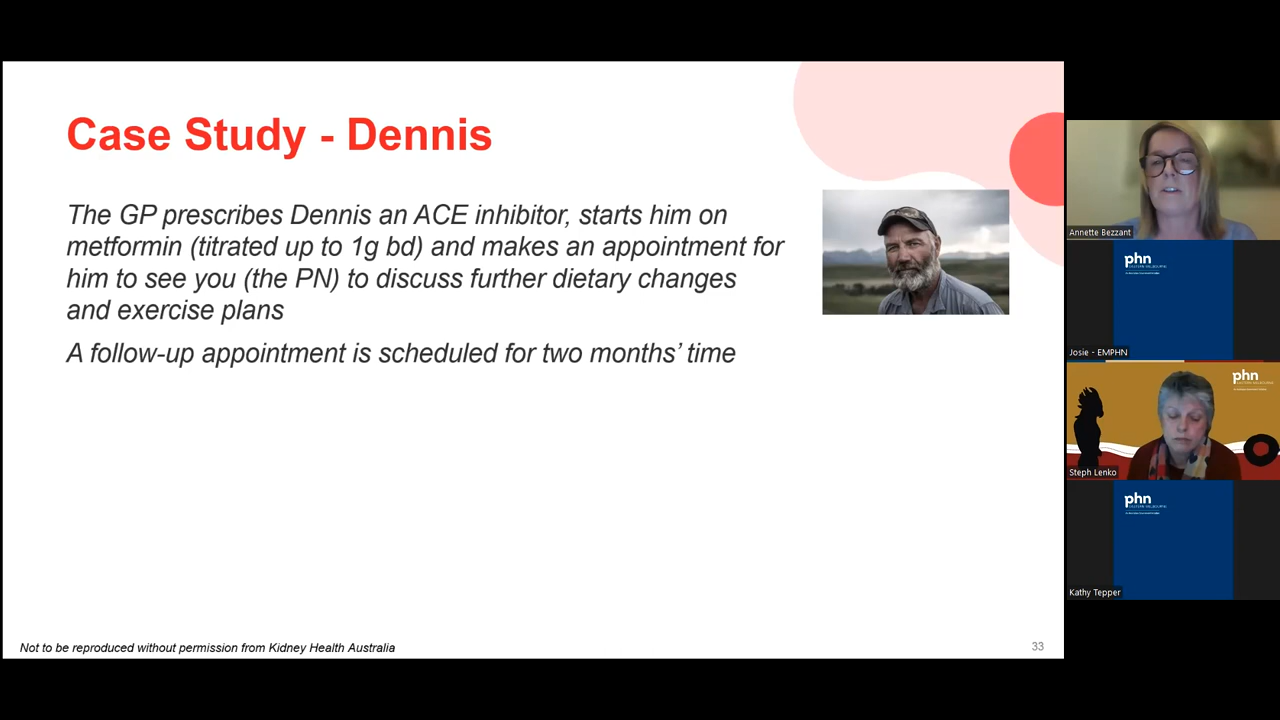 Case Study - Dennis
The GP prescribes Dennis an ACE inhibitor, starts him on
metformin (titrated up to 1g bd) and makes an appointment for
him to see you (the PN) to discuss further dietary changes
and exercise plans
A follow-up appointment is scheduled for two months’ time
Not to be reproduced without permission from Kidney Health Australia
33
Annette Bezzant
phn
Josie - EMPHN
phn
Steph Lenko
phn
Kathy Tepper